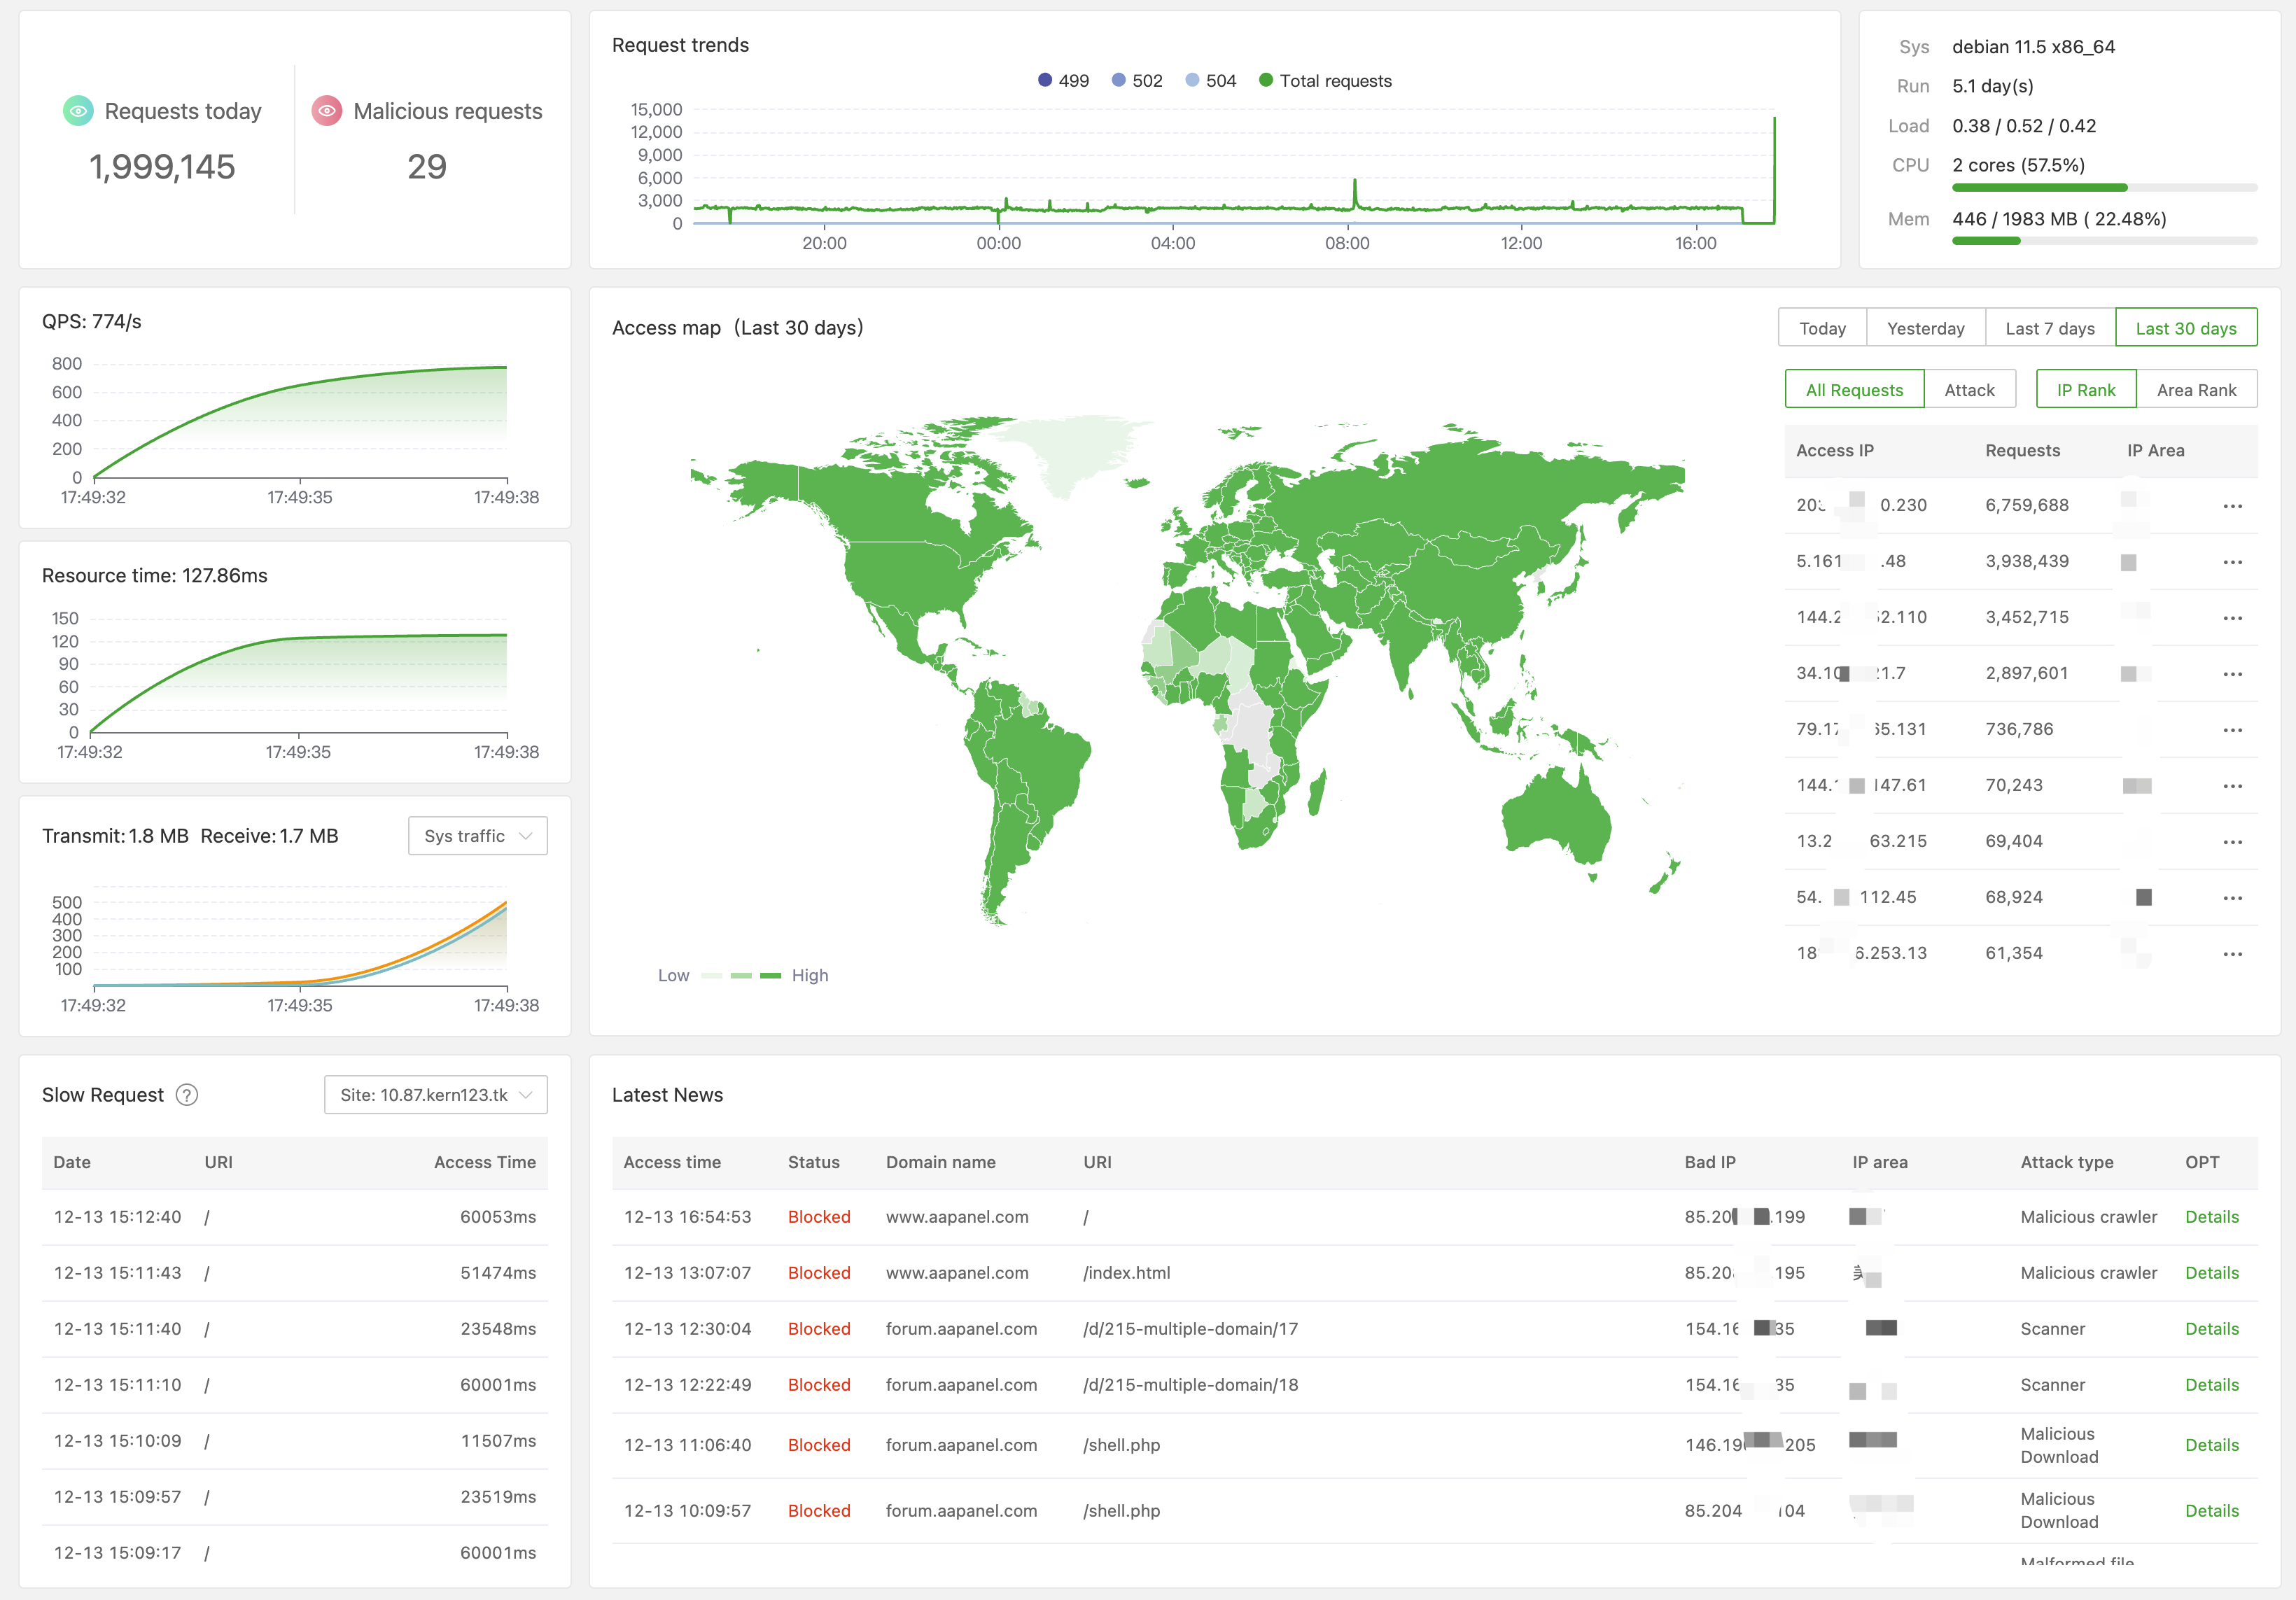 Requests today
1,999,145
Malicious requests
29
Request trends
499 502 504 Total requests
15,000
12,000
9,000
6,000
3,000
0
20:00 00:00 04:00 08:00 12:00 16:00
Sys debian 11.5 x86_64
Run 5.1 day(s)
Load 0.38 / 0.52 / 0.42
CPU 2 cores (57.5%)
Mem 446 / 1983 MB ( 22.48%)
QPS: 774/s
800
600
400
200
0
17:49:32 17:49:35 17:49:38
Resource time: 127.86ms
150
120
90
60
30
0
17:49:32 17:49:35 17:49:38
Transmit: 1.8 MB Receive: 1.7 MB
Sys traffic
500
400
300
200
100
17:49:32 17:49:35 17:49:38
Access map (Last 30 days)
Today Yesterday Last 7 days Last 30 days
All Requests Attack IP Rank Area Rank
Low High
Access IP Requests IP Area
0.230 6,759,688 ...
5.161 .48 3,938,439 ...
144.2 2.110 3,452,715 ...
34.10 1.7 2,897,601 ...
79.17 5.131 736,786 ...
144. 147.61 70,243 ...
13.2 63.215 69,404 ...
54. 112.45 68,924 ...
18 6.253.13 61,354 ...
Slow Request ?
Site: 10.87.kern123.tk
Date URI Access Time
12-13 15:12:40 / 60053ms
12-13 15:11:43 / 51474ms
12-13 15:11:40 / 23548ms
12-13 15:11:10 / 60001ms
12-13 15:10:09 / 11507ms
12-13 15:09:57 / 23519ms
12-13 15:09:17 / 60001ms
Latest News
Access time Status Domain name URI Bad IP IP area Attack type OPT
12-13 16:54:53 Blocked www.aapanel.com / 85.20 .199 Malicious crawler Details
12-13 13:07:07 Blocked www.aapanel.com /index.html 85.20 .195 Malicious crawler Details
12-13 12:30:04 Blocked forum.aapanel.com /d/215-multiple-domain/17 154.16 35 Scanner Details
12-13 12:22:49 Blocked forum.aapanel.com /d/215-multiple-domain/18 154.16 35 Scanner Details
12-13 11:06:40 Blocked forum.aapanel.com /shell.php 146.19 205 Malicious Download Details
12-13 10:09:57 Blocked forum.aapanel.com /shell.php 85.204 04 Malicious Download Details
Malformed file